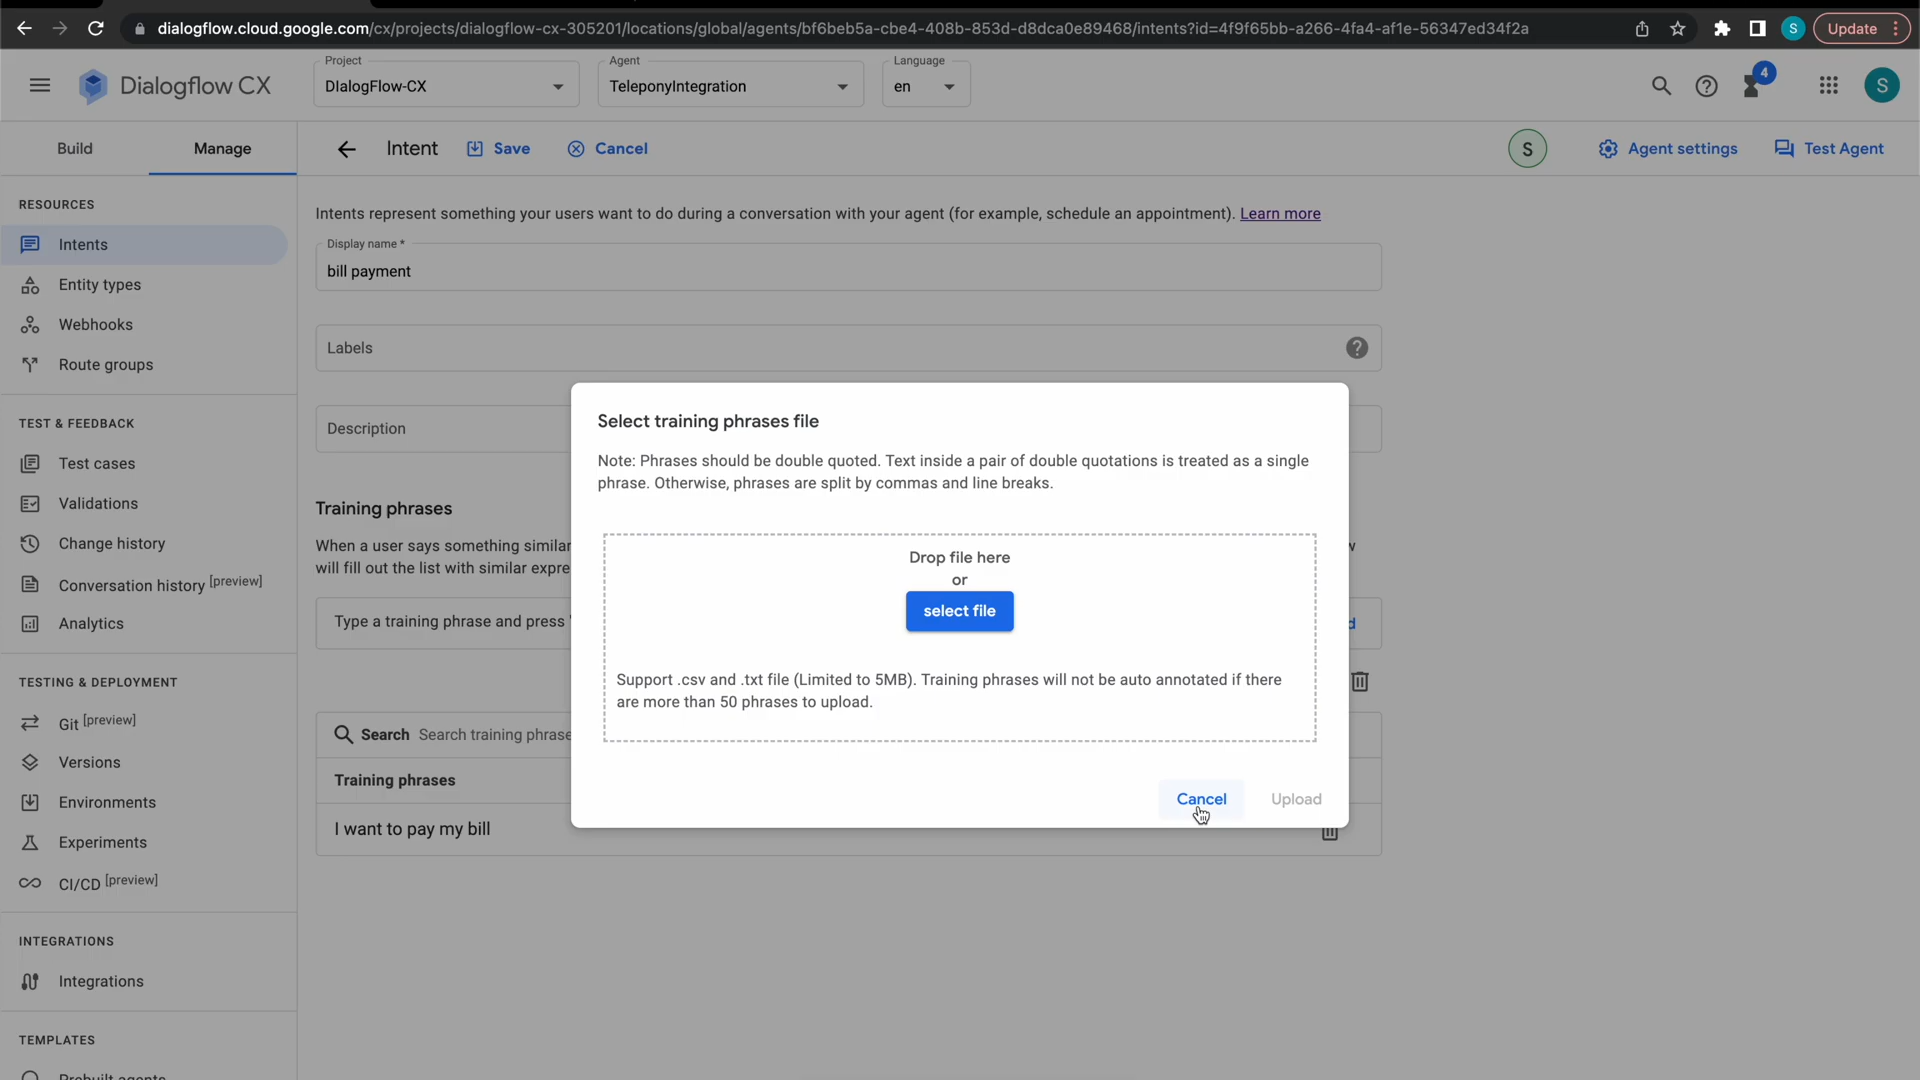 dialogflow.cloud.google.com/cx/projects/dialogflow-cx-305201/locations/global/agents/bf6beb5a-cbe4-408b-853d-d8dca0e89468/intents?id=4f9f65bb-a266-4fa4-af1e-56347ed34f2a
S
Update
Dialogflow CX
Project
DIalogFlow-CX
Agent
TeleponyIntegration
Language
en
4
S
Build
Manage
Intent
Save
Cancel
S
Agent settings
Test Agent
RESOURCES
Intents
Entity types
Webhooks
Route groups
TEST & FEEDBACK
Test cases
Validations
Change history
Conversation history [preview]
Analytics
TESTING & DEPLOYMENT
Git [preview]
Versions
Environments
Experiments
CI/CD [preview]
INTEGRATIONS
Integrations
TEMPLATES
Prebuilt agents
Intents represent something your users want to do during a conversation with your agent (for example, schedule an appointment). Learn more
Display name *
bill payment
Labels
Description
Training phrases
When a user says something similar
will fill out the list with similar expre
Type a training phrase and press '
d
Search Search training phrase
Training phrases
I want to pay my bill
Select training phrases file
Note: Phrases should be double quoted. Text inside a pair of double quotations is treated as a single
phrase. Otherwise, phrases are split by commas and line breaks.
Drop file here
or
select file
Support .csv and .txt file (Limited to 5MB). Training phrases will not be auto annotated if there
are more than 50 phrases to upload.
Cancel
Upload